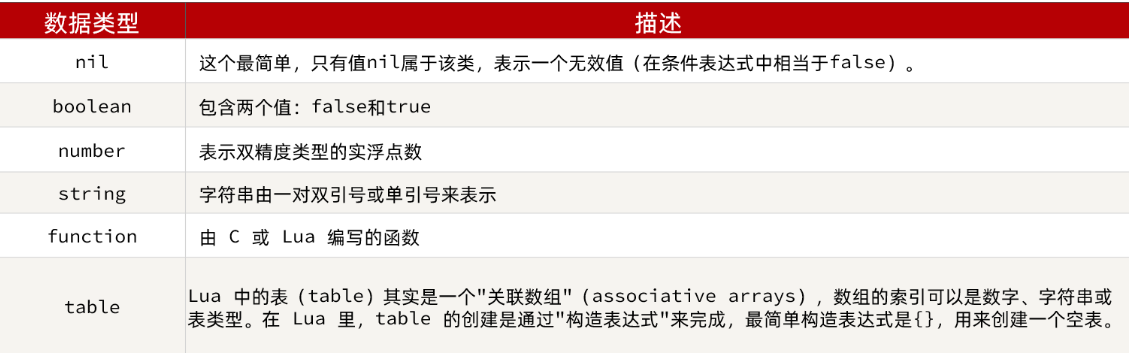 数据类型 描述
nil 这个最简单，只有值nil属于该类，表示一个无效值（在条件表达式中相当于false）。
boolean 包含两个值：false和true
number 表示双精度类型的实浮点数
string 字符串由一对双引号或单引号来表示
function 由 C 或 Lua 编写的函数
table Lua 中的表（table）其实是一个"关联数组"（associative arrays），数组的索引可以是数字、字符串或
表类型。在 Lua 里，table 的创建是通过"构造表达式"来完成，最简单构造表达式是{}，用来创建一个空表。